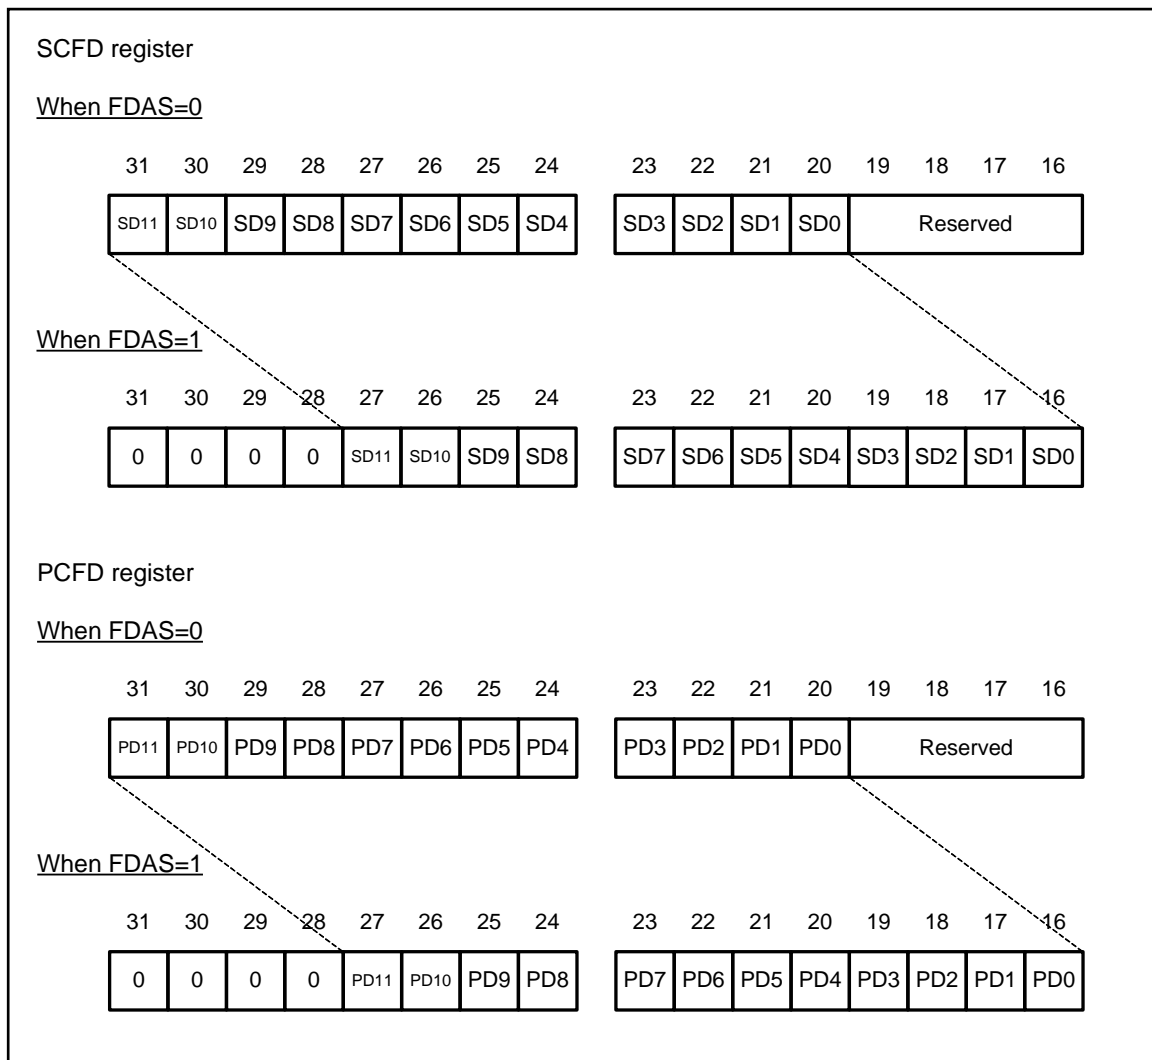 SCFD register
When FDAS=0
31 30 29 28 27 26 25 24 23 22 21 20 19 18 17 16
SD11 SD10 SD9 SD8 SD7 SD6 SD5 SD4 SD3 SD2 SD1 SD0 Reserved
When FDAS=1
31 30 29 28 27 26 25 24 23 22 21 20 19 18 17 16
0 0 0 0 SD11 SD10 SD9 SD8 SD7 SD6 SD5 SD4 SD3 SD2 SD1 SD0
PCFD register
When FDAS=0
31 30 29 28 27 26 25 24 23 22 21 20 19 18 17 16
PD11 PD10 PD9 PD8 PD7 PD6 PD5 PD4 PD3 PD2 PD1 PD0 Reserved
When FDAS=1
31 30 29 28 27 26 25 24 23 22 21 20 19 18 17 16
0 0 0 0 PD11 PD10 PD9 PD8 PD7 PD6 PD5 PD4 PD3 PD2 PD1 PD0